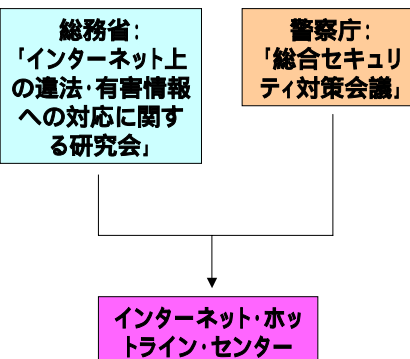 総務省：
「インターネット上
の違法・有害情報
への対応に関す
る研究会」
警察庁：
「総合セキュリ
ティ対策会議」
インターネット・ホッ
トライン・センター